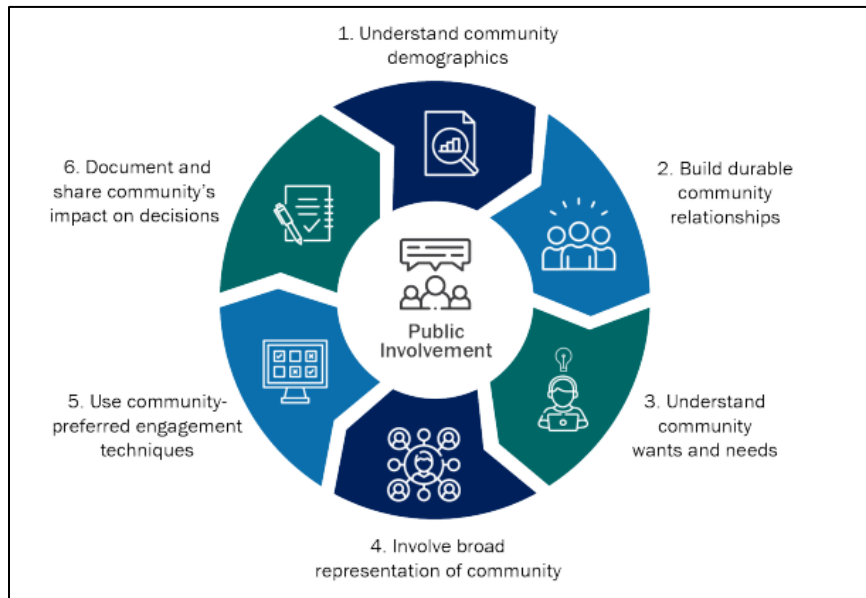 1. Understand community
demographics
2. Build durable
community
relationships
3. Understand
community
wants and needs
4. Involve broad
representation of community
5. Use community-
preferred engagement
techniques
6. Document and
share community’s
impact on decisions
Public
Involvement